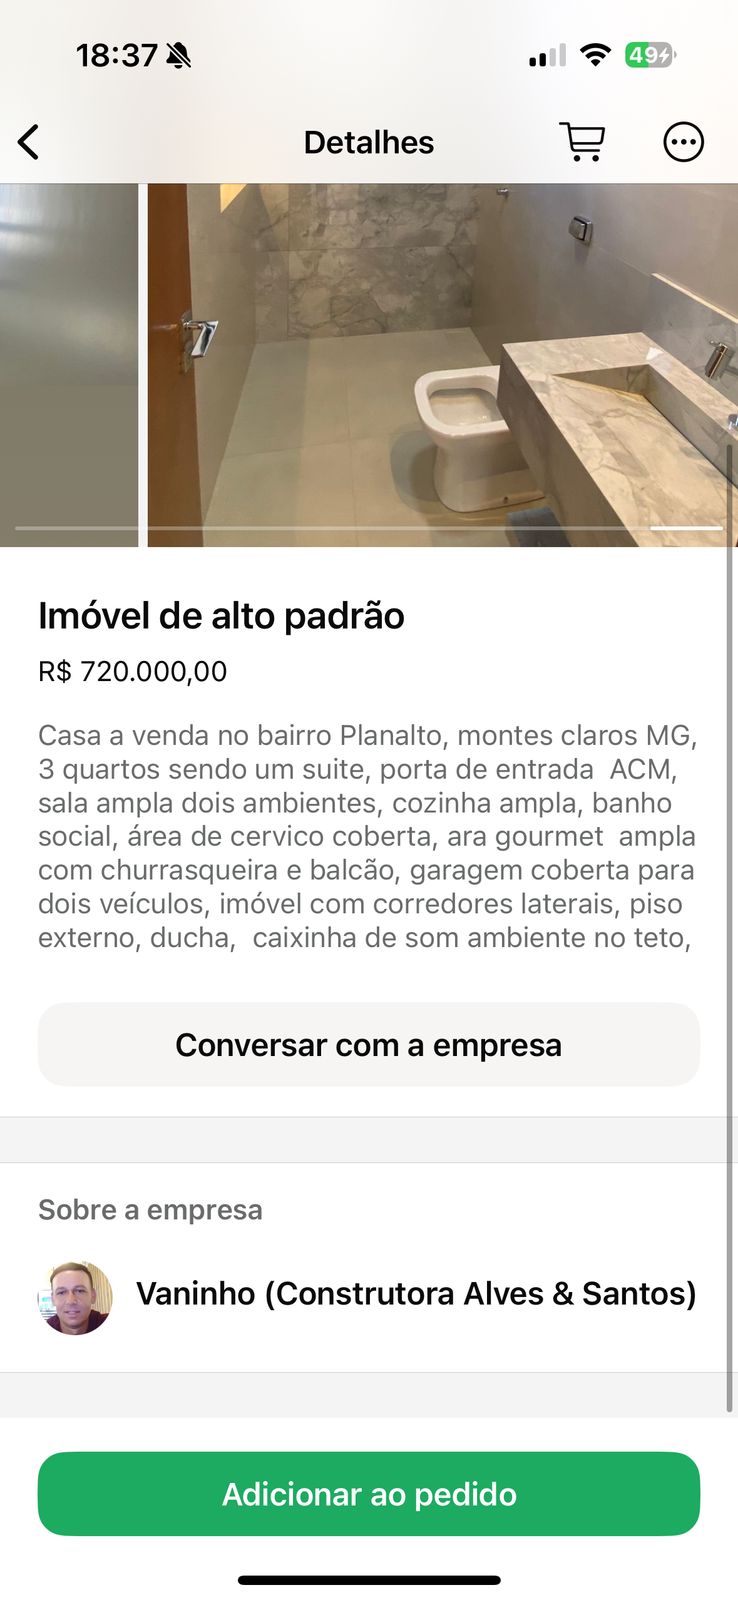 18:37
49
Detalhes
Imóvel de alto padrão
R$ 720.000,00
Casa a venda no bairro Planalto, montes claros MG,
3 quartos sendo um suite, porta de entrada  ACM,
sala ampla dois ambientes, cozinha ampla, banho
social, área de cervico coberta, ara gourmet  ampla
com churrasqueira e balcão, garagem coberta para
dois veículos, imóvel com corredores laterais, piso
externo, ducha,  caixinha de som ambiente no teto,
Conversar com a empresa
Sobre a empresa
Vaninho (Construtora Alves & Santos)
Adicionar ao pedido